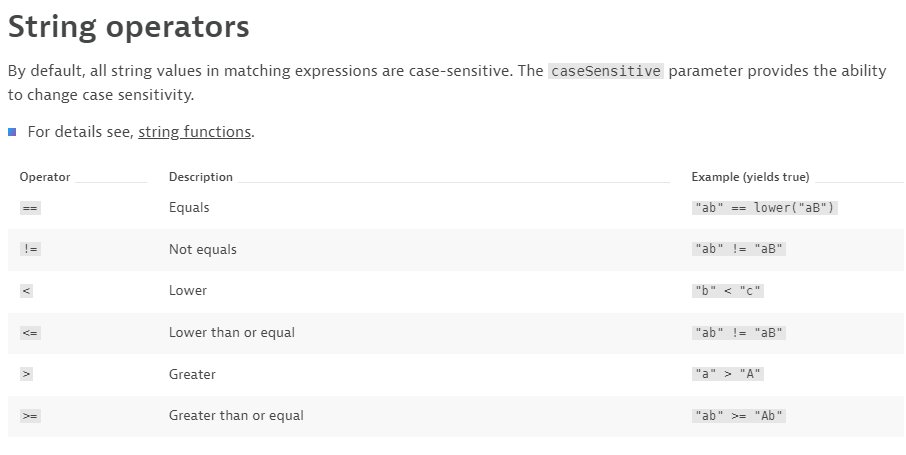 String operators
By default, all string values in matching expressions are case-sensitive. The caseSensitive parameter provides the ability
to change case sensitivity.
For details see, string functions.
Operator Description Example (yields true)
== Equals "ab" == lower("aB")
!= Not equals "ab" != "aB"
< Lower "b" < "c"
<= Lower than or equal "ab" != "aB"
> Greater "a" > "A"
>= Greater than or equal "ab" >= "Ab"